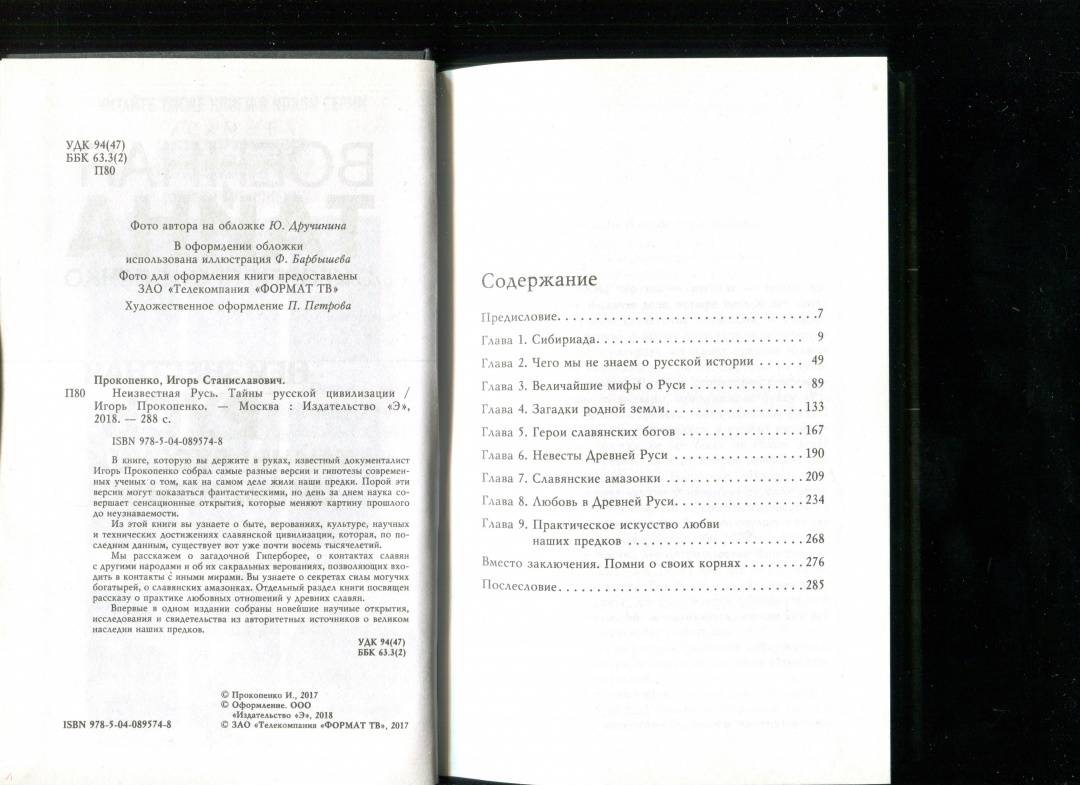 УДК 94(47)
ББК 63.3(2)
П80
Фото автора на обложке Ю. Дручинина
В оформлении обложки
использована иллюстрация Ф. Барбышева
Фото для оформления книги предоставлены
ЗАО «Телекомпания «ФОРМАТ ТВ»
Художественное оформление П. Петрова
Прокопенко, Игорь Станиславович.
П80 Неизвестная Русь. Тайны русской цивилизации /
Игорь Прокопенко. — Москва : Издательство «Э»,
2018. — 288 с.
ISBN 978-5-04-089574-8
В книге, которую вы держите в руках, известный документалист
Игорь Прокопенко собрал самые разные версии и гипотезы современ-
ных ученых о том, как на самом деле жили наши предки. Порой эти
версии могут показаться фантастическими, но день за днем наука со-
вершает сенсационные открытия, которые меняют картину прошлого
до неузнаваемости.
Из этой книги вы узнаете о быте, верованиях, культуре, научных
и технических достижениях славянской цивилизации, которая, по по-
следним данным, существует вот уже почти восемь тысячелетий.
Мы расскажем о загадочной Гиперборее, о контактах славян
с другими народами и об их сакральных верованиях, позволяющих вхо-
дить в контакты с иными мирами. Вы узнаете о секретах силы могучих
богатырей, о славянских амазонках. Отдельный раздел книги посвящен
рассказу о практике любовных отношений у древних славян.
Впервые в одном издании собраны новейшие научные открытия,
исследования и свидетельства из авторитетных источников о великом
наследии наших предков.
УДК 94(47)
ББК 63.3(2)
© Прокопенко И., 2017
© Оформление. ООО
«Издательство «Э», 2018
ISBN 978-5-04-089574-8 © ЗАО «Телекомпания «ФОРМАТ ТВ», 2017
Содержание
Предисловие. . . . . . . . . . . . . . . . . . . . . . . . . . . . . . . .7
Глава 1. Сибириада. . . . . . . . . . . . . . . . . . . . . . . . . . 9
Глава 2. Чего мы не знаем о русской истории . . . . . . 49
Глава 3. Величайшие мифы о Руси . . . . . . . . . . . . . . 89
Глава 4. Загадки родной земли. . . . . . . . . . . . . . . . . 133
Глава 5. Герои славянских богов . . . . . . . . . . . . . . . 167
Глава 6. Невесты Древней Руси . . . . . . . . . . . . . . . . 190
Глава 7. Славянские амазонки . . . . . . . . . . . . . . . . . 209
Глава 8. Любовь в Древней Руси. . . . . . . . . . . . . . . . 234
Глава 9. Практическое искусство любви
наших предков . . . . . . . . . . . . . . . . . . . . . 268
Вместо заключения. Помни о своих корнях . . . . . . . . 276
Послесловие. . . . . . . . . . . . . . . . . . . . . . . . . . . . . . 285